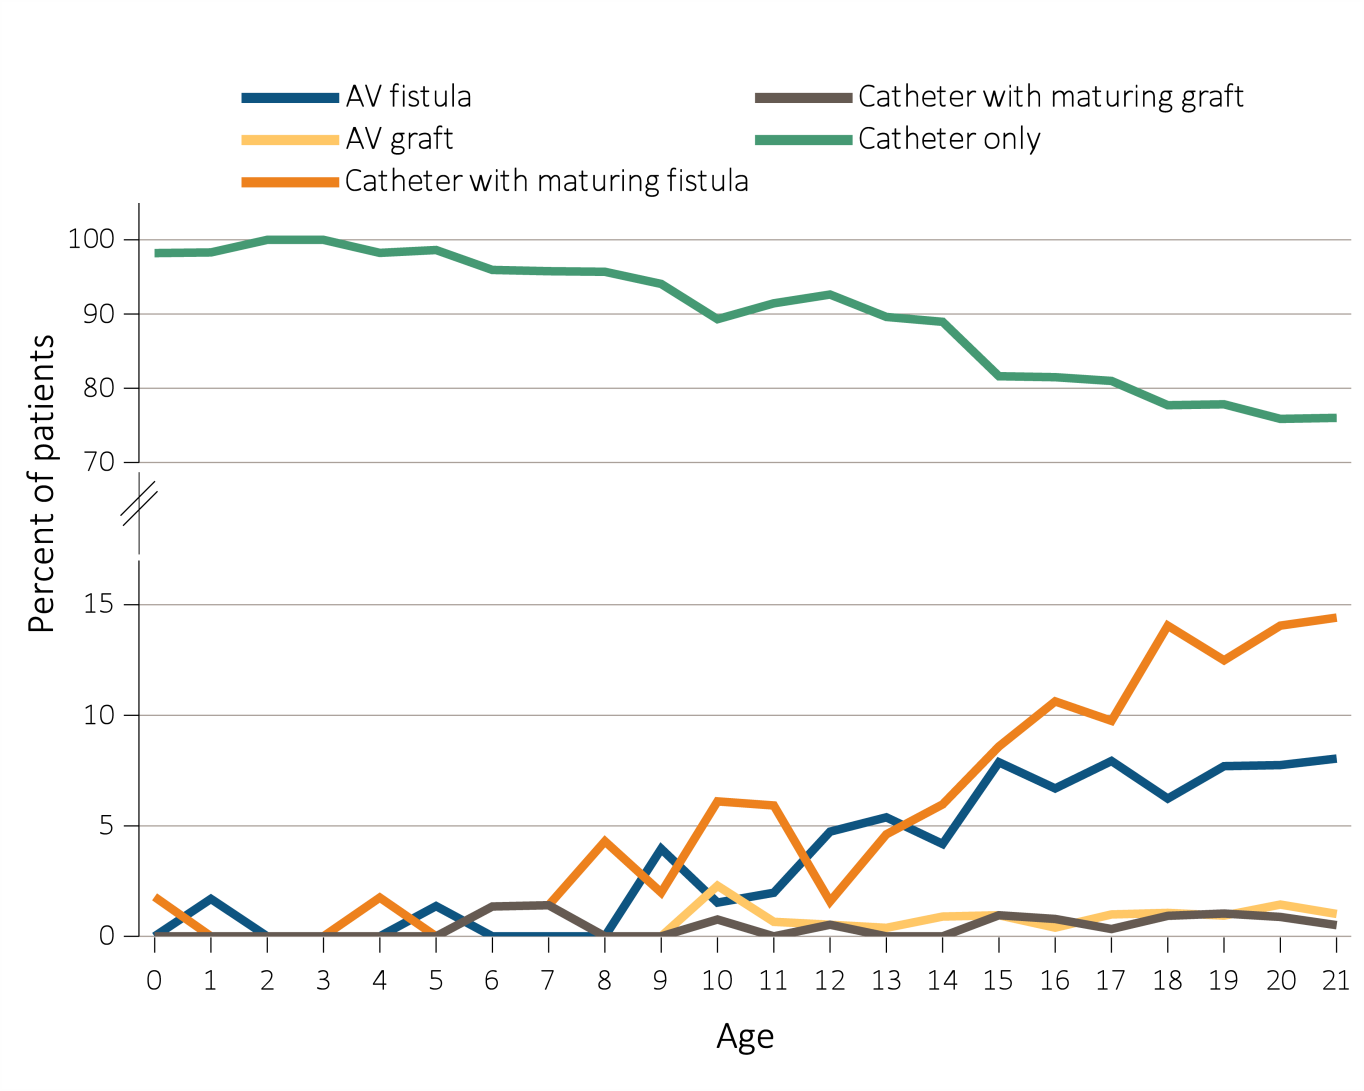 AV fistula
Catheter with maturing graft
AV graft
Catheter only
Catheter with maturing fistula
100
90
80
70
Percent of patients
15
10
5
0
0 1 2 3 4 5 6 7 8 9 10 11 12 13 14 15 16 17 18 19 20 21
Age